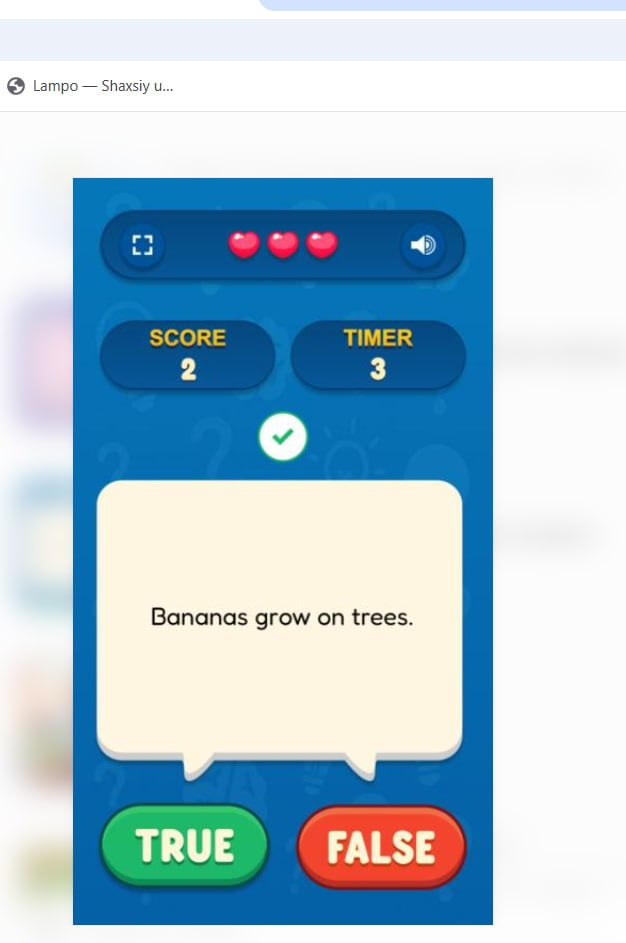 Lampo — Shaxsiy u...
SCORE
2
TIMER
3
Bananas grow on trees.
TRUE
FALSE